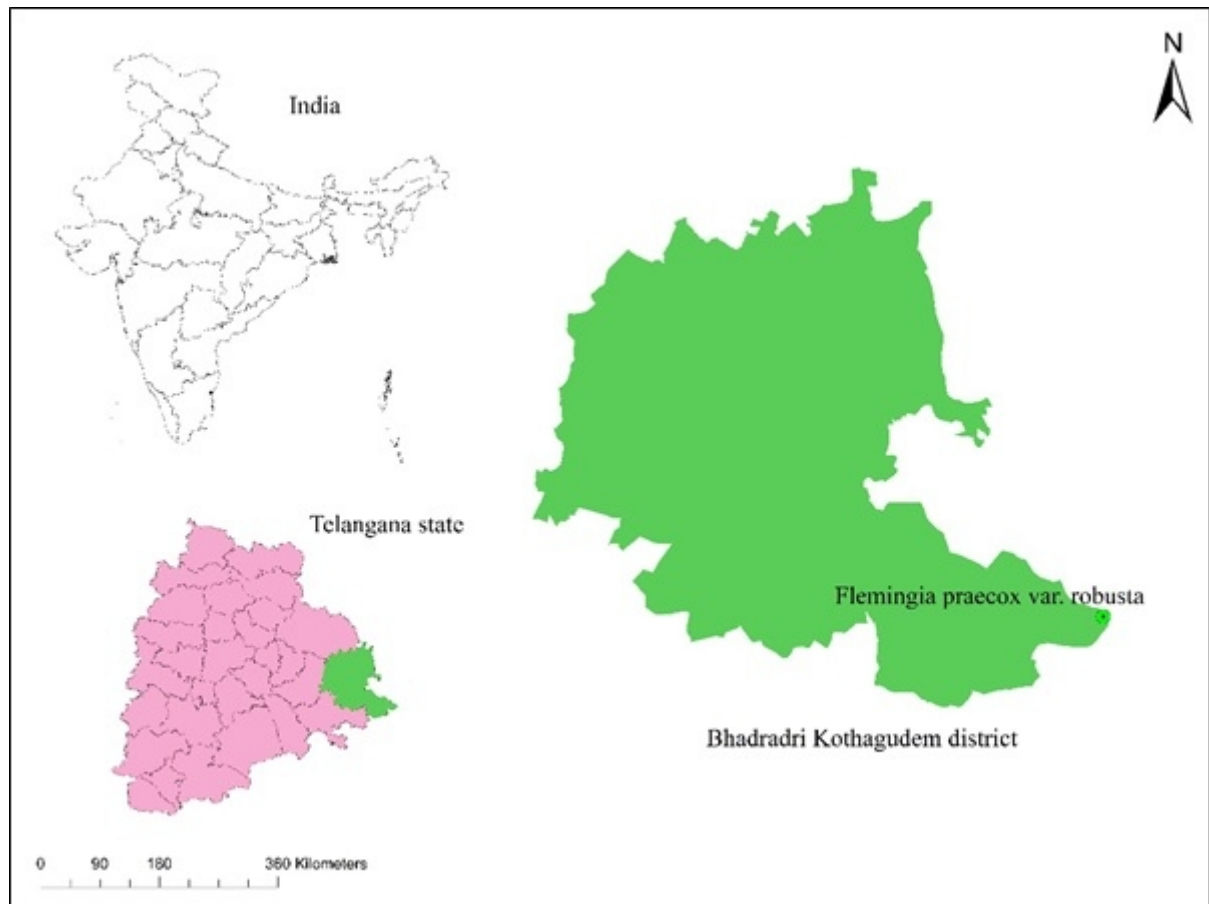 N
India
Telangana state
Flemingia praecox var. robusta
Bhadradri Kothagudem district
0 90 180 360 Kilometers